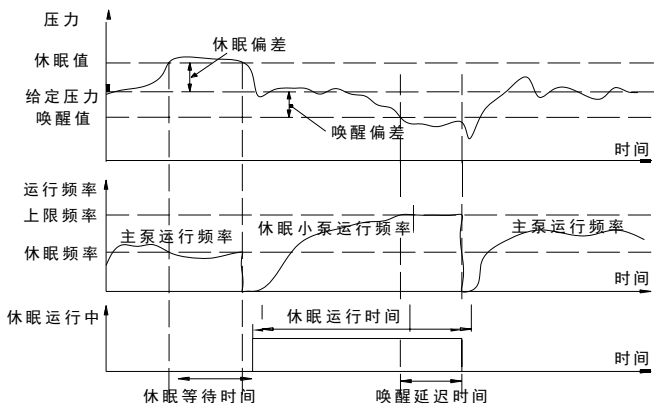 压力
休眠偏差
休眠值
给定压力
唤醒值
唤醒偏差
时间
运行频率
上限频率
主泵运行频率
休眠小泵运行频率
主泵运行频率
休眠频率
时间
休眠运行中
休眠运行时间
时间
休眠等待时间
唤醒延迟时间